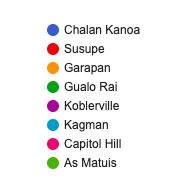 Chalan Kanoa
Susupe
Garapan
Gualo Rai
Koblerville
Kagman
Capitol Hill
As Matuis